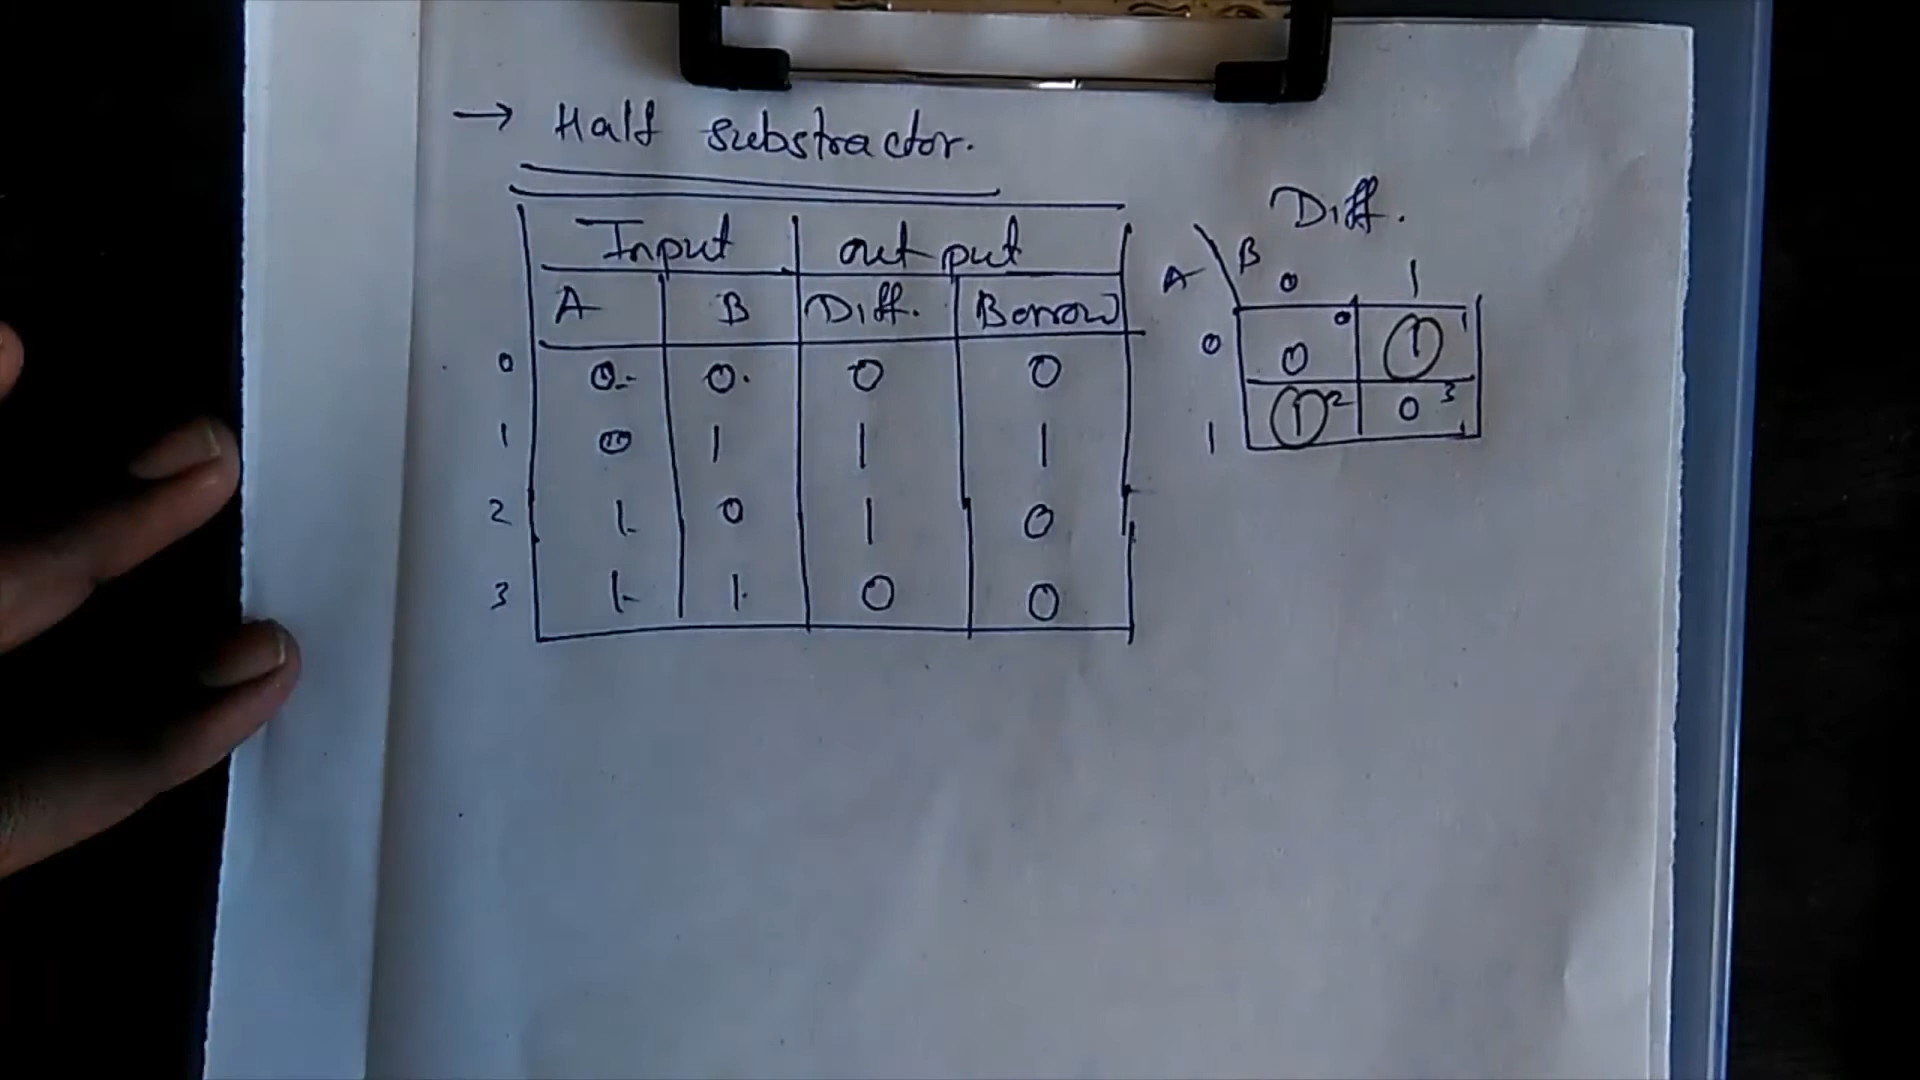 → Half substractor.
Input output
A B Diff. Borrow
0 0 0 0 0
1 0 1 1 1
2 1 0 1 0
3 1 1 0 0
Diff.
A B 0 1
0 0 0 1 1
1 1 2 0 3